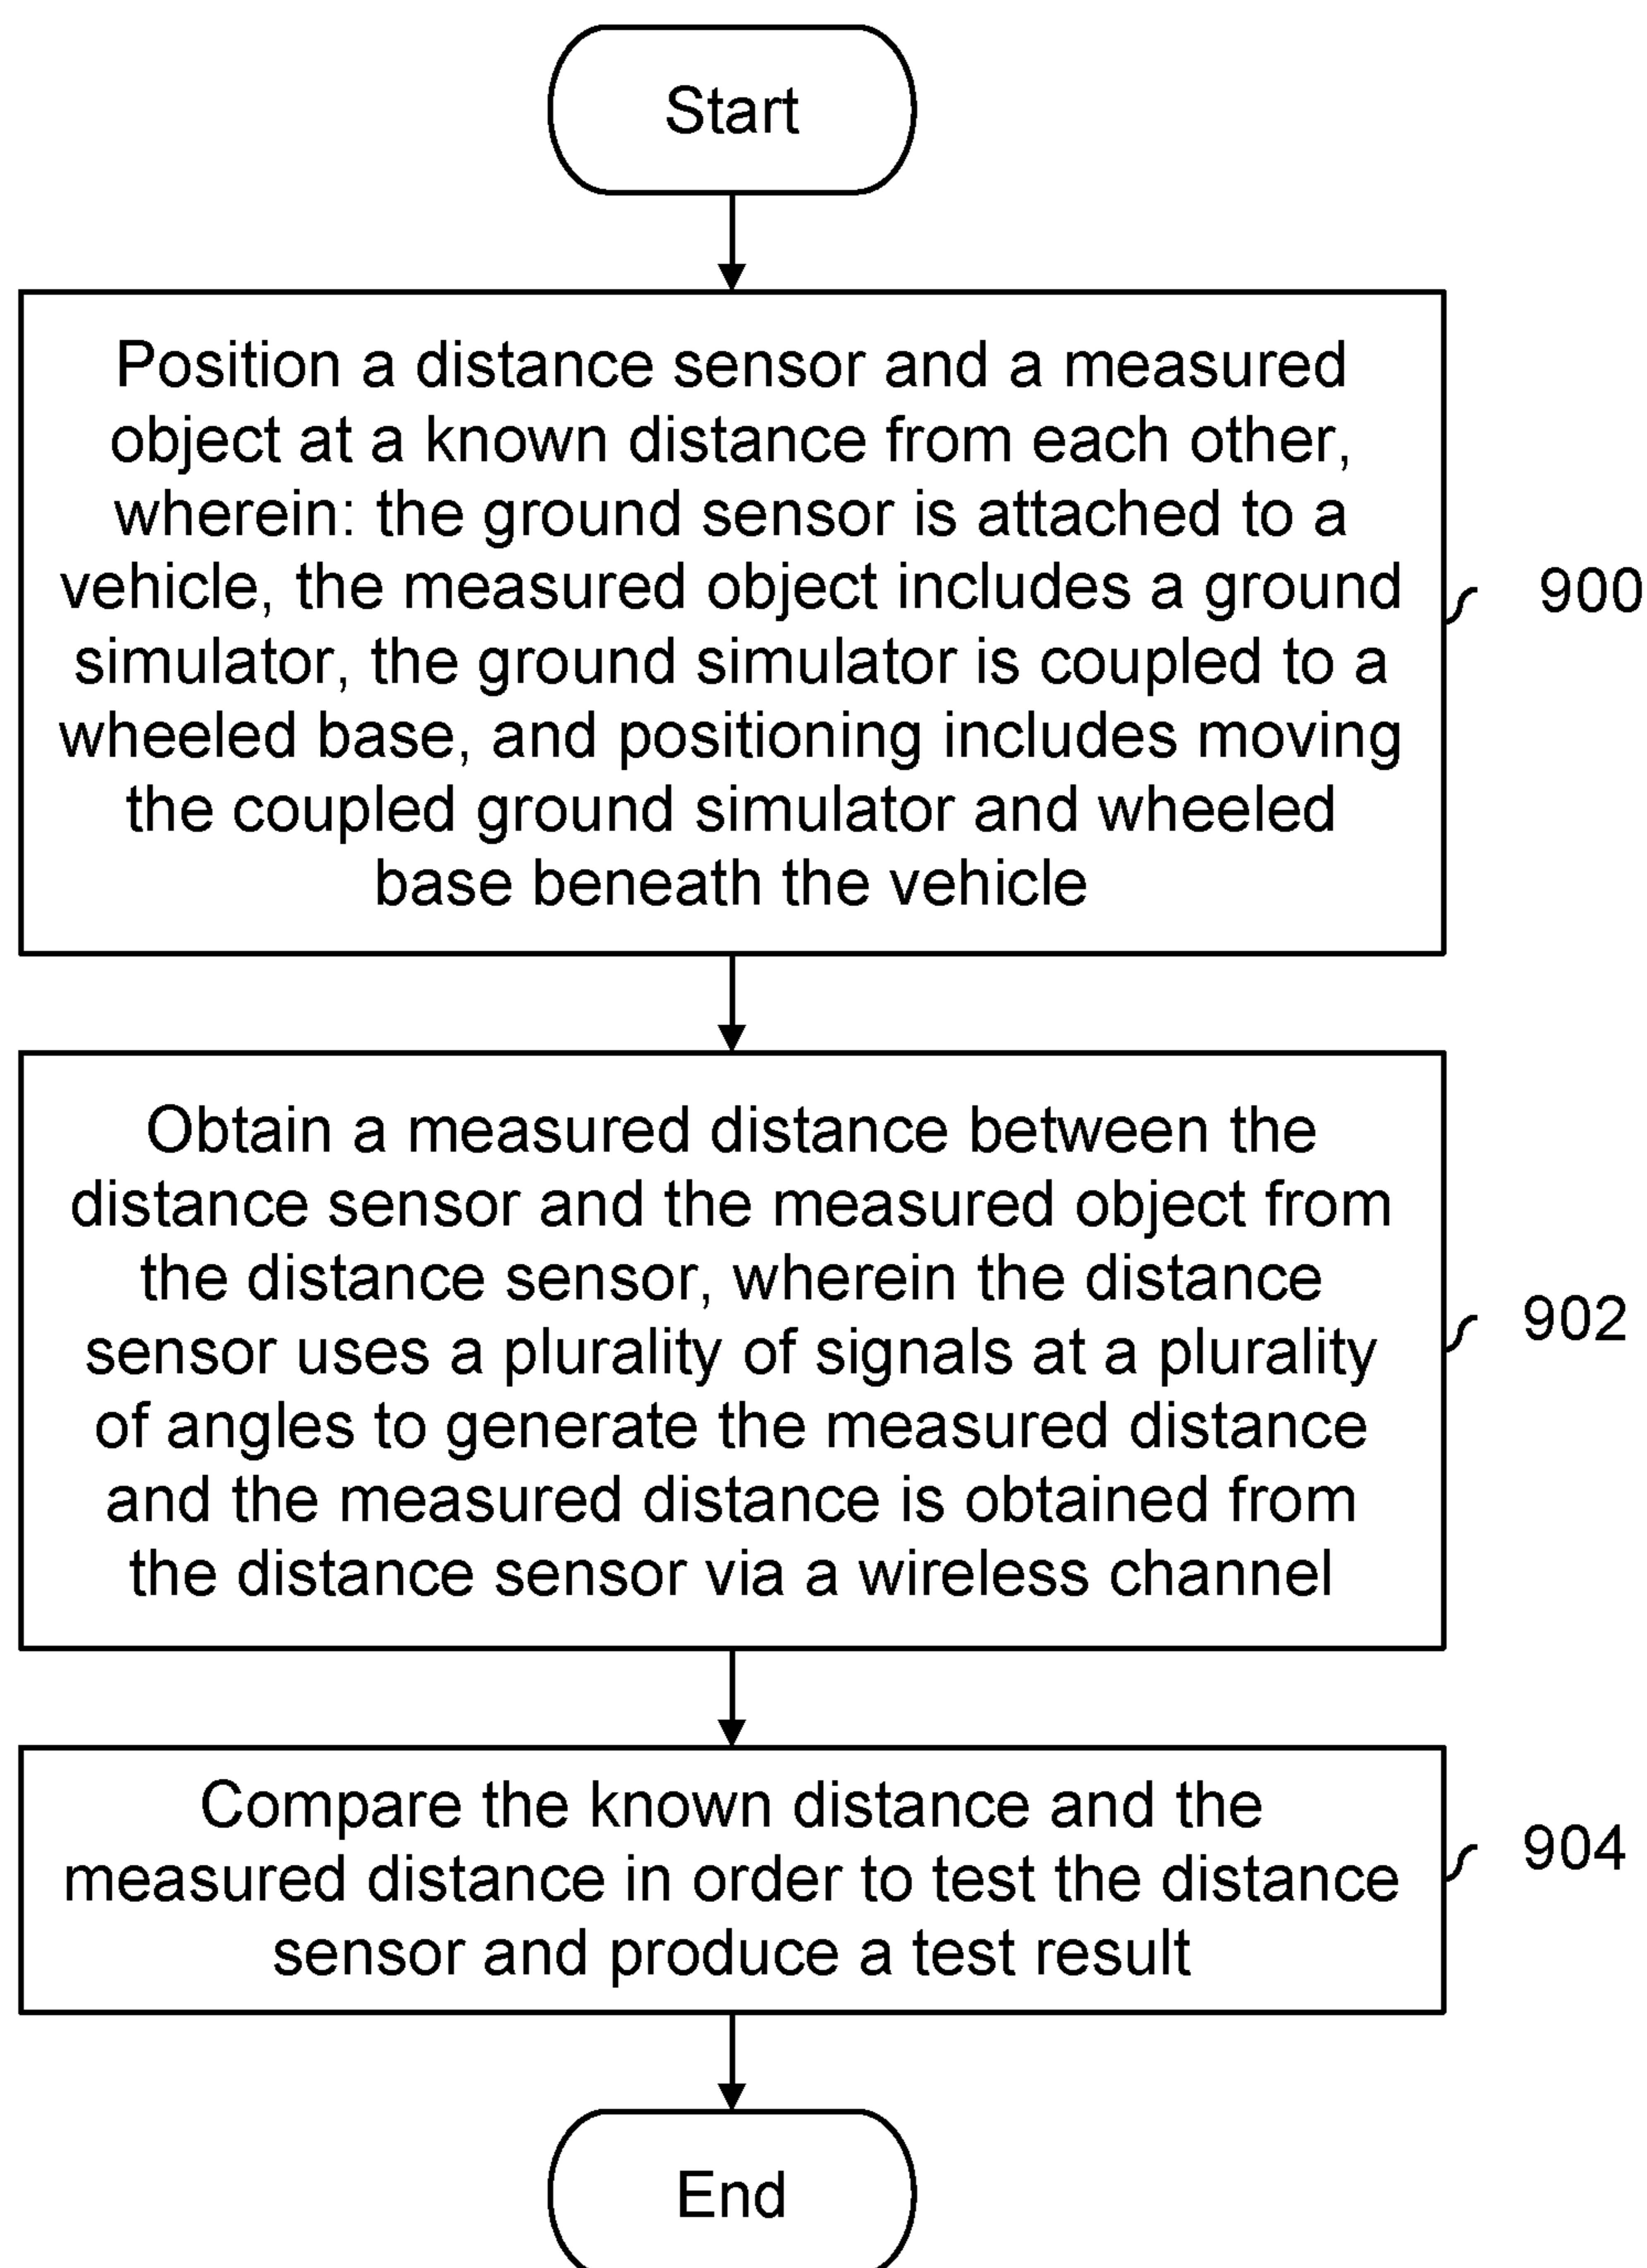 Start
Position a distance sensor and a measured
object at a known distance from each other,
wherein: the ground sensor is attached to a
vehicle, the measured object includes a ground
simulator, the ground simulator is coupled to a
wheeled base, and positioning includes moving
the coupled ground simulator and wheeled
base beneath the vehicle
900
Obtain a measured distance between the
distance sensor and the measured object from
the distance sensor, wherein the distance
sensor uses a plurality of signals at a plurality
of angles to generate the measured distance
and the measured distance is obtained from
the distance sensor via a wireless channel
902
Compare the known distance and the
measured distance in order to test the distance
sensor and produce a test result
904
End